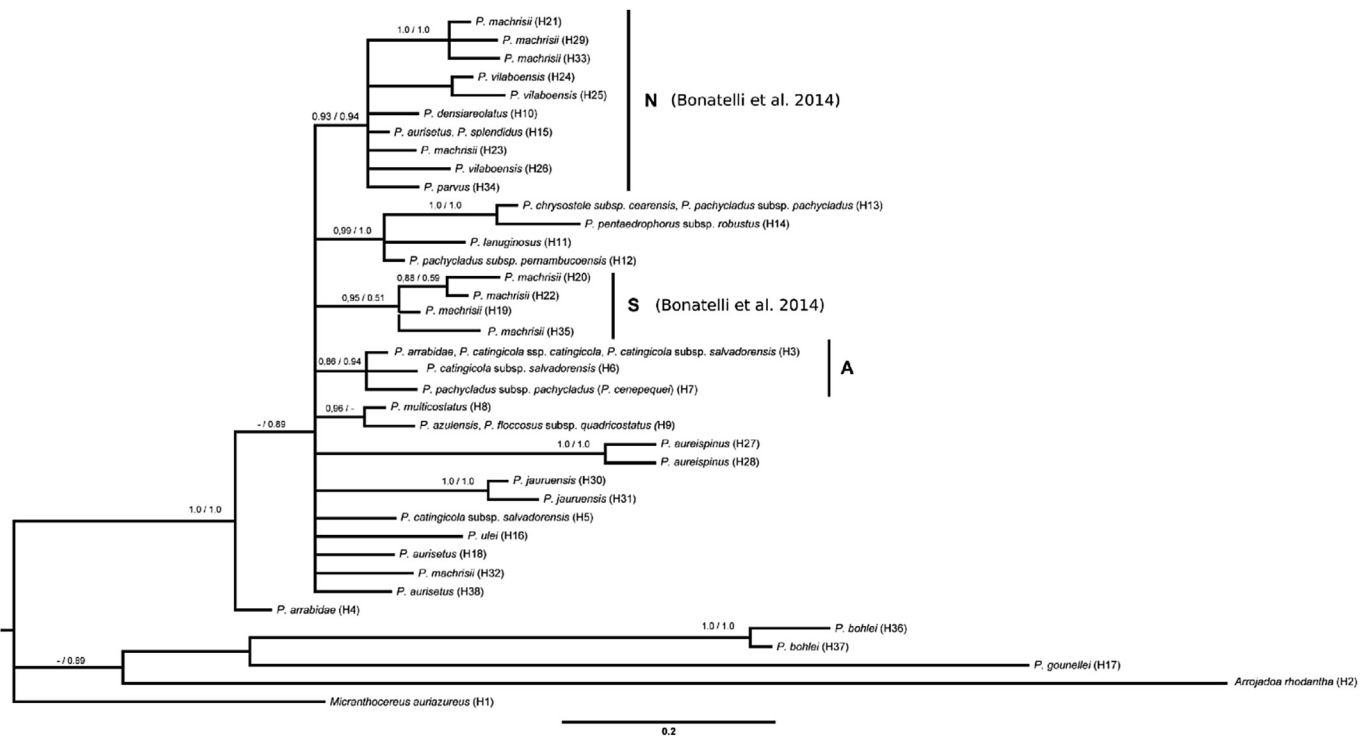 1.0 / 1.0
P. machrisii (H21)
P. machrisii (H29)
P. machrisii (H33)
P. vilaboensis (H24)
P. vilaboensis (H25)
N (Bonatelli et al. 2014)
0.93 / 0.94
P. densiareolatus (H10)
P. aurisetus, P. splendidus (H15)
P. machrisii (H23)
P. vilaboensis (H26)
P. parvus (H34)
1.0 / 1.0
P. chrysostele subsp. cearensis, P. pachycladus subsp. pachycladus (H13)
P. pentaedrophorus subsp. robustus (H14)
0,99 / 1.0
P. lanuginosus (H11)
P. pachycladus subsp. pernambucoensis (H12)
0,88 / 0.59
P. machrisii (H20)
P. machrisii (H22)
0,95 / 0.51
P. machrisii (H19)
P. machrisii (H35)
S (Bonatelli et al. 2014)
P. arrabidae, P. catingicola ssp. catingicola, P. catingicola subsp. salvadorensis (H3)
0,86 / 0.94
P. catingicola subsp. salvadorensis (H6)
P. pachycladus subsp. pachycladus (P. cenepequei) (H7)
A
0,96 / -
P. multicostatus (H8)
P. azulensis, P. floccosus subsp. quadricostatus (H9)
- / 0.89
1.0 / 1.0
P. aureispinus (H27)
P. aureispinus (H28)
1.0 / 1.0
P. jauruensis (H30)
P. jauruensis (H31)
1.0 / 1.0
P. catingicola subsp. salvadorensis (H5)
P. ulei (H16)
P. aurisetus (H18)
P. machrisii (H32)
P. aurisetus (H38)
P. arrabidae (H4)
1.0 / 1.0
P. bohlei (H36)
P. bohlei (H37)
- / 0.89
P. gounellei (H17)
Arrojadoa rhodantha (H2)
Micranthocereus auriazureus (H1)
0.2